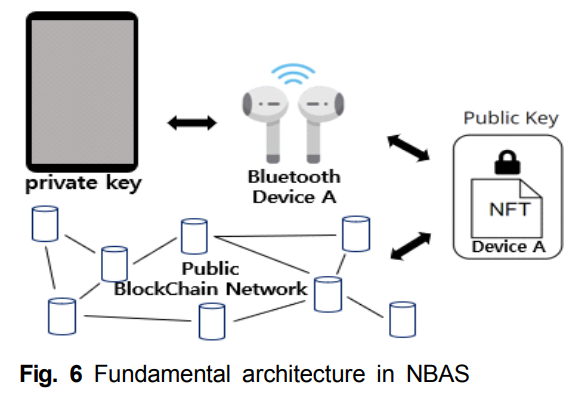 Public Key
private key
Bluetooth
Device A
NFT
Device A
Public
BlockChain Network
Fig. 6 Fundamental architecture in NBAS